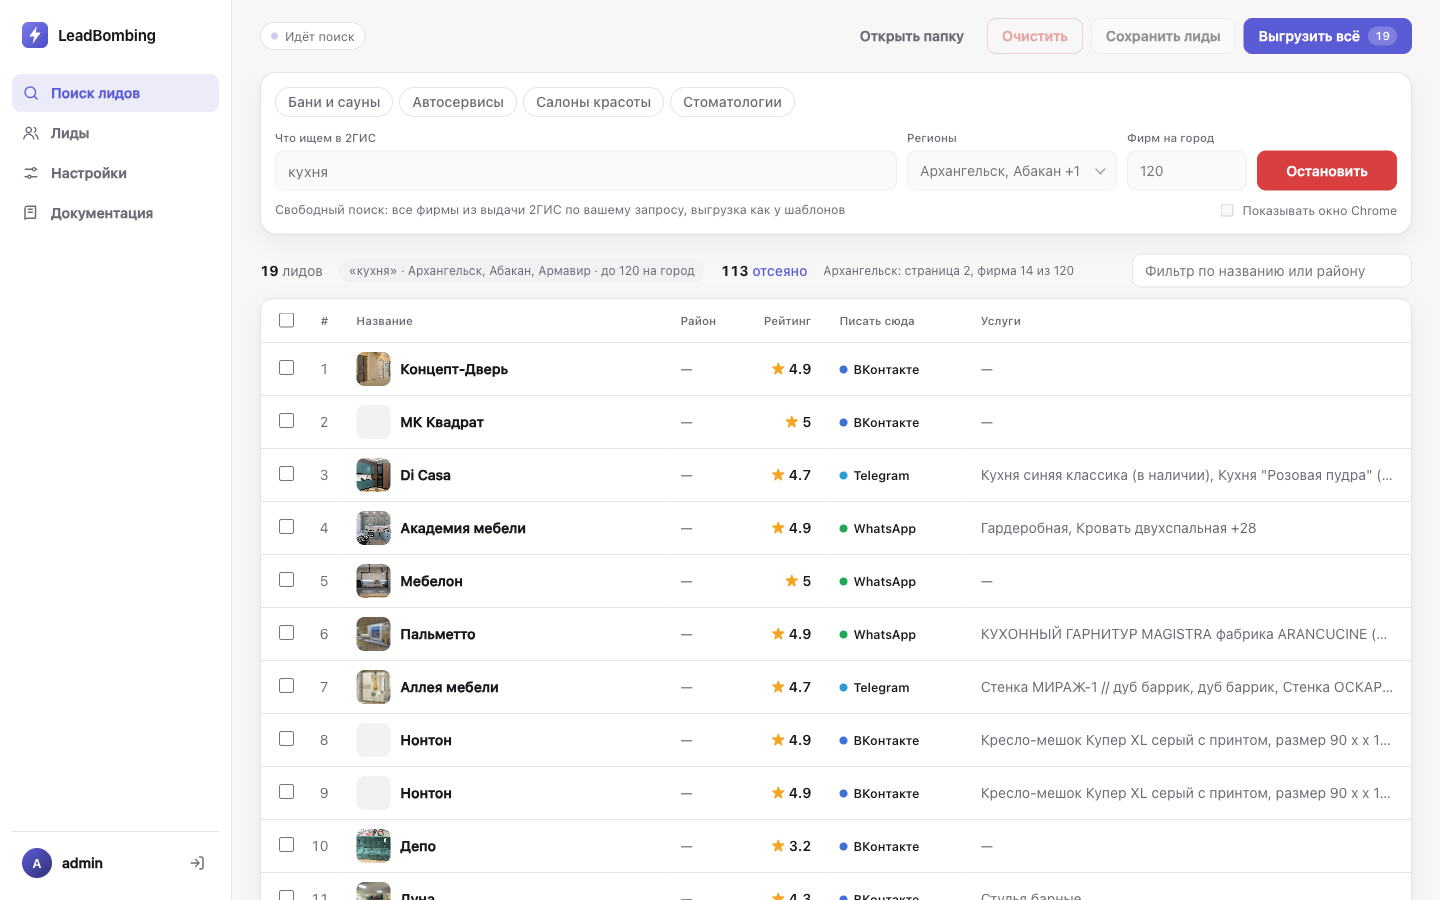 LeadBombing
Поиск лидов
Лиды
Настройки
Документация
A admin
Идёт поиск
Открыть папку
Очистить
Сохранить лиды
Выгрузить всё 19
Бани и сауны
Автосервисы
Салоны красоты
Стоматологии
Что ищем в 2ГИС
Регионы
Фирм на город
кухня
Архангельск, Абакан +1
120
Остановить
Свободный поиск: все фирмы из выдачи 2ГИС по вашему запросу, выгрузка как у шаблонов
Показывать окно Chrome
19 лидов
«кухня» · Архангельск, Абакан, Армавир · до 120 на город
113 отсеяно
Архангельск: страница 2, фирма 14 из 120
Фильтр по названию или району
# Название Район Рейтинг Писать сюда Услуги
1 Концепт-Дверь — 4.9 ВКонтакте —
2 МК Квадрат — 5 ВКонтакте —
3 Di Casa — 4.7 Telegram Кухня синяя классика (в наличии), Кухня "Розовая пудра" (...
4 Академия мебели — 4.9 WhatsApp Гардеробная, Кровать двухспальная +28
5 Мебелон — 5 WhatsApp —
6 Пальметто — 4.9 WhatsApp КУХОННЫЙ ГАРНИТУР MAGISTRA фабрика ARANCUCINE (...
7 Аллея мебели — 4.7 Telegram Стенка МИРАЖ-1 // дуб баррик, дуб баррик, Стенка ОСКАР...
8 Нонтон — 4.9 ВКонтакте Кресло-мешок Купер XL серый с принтом, размер 90 х х 1...
9 Нонтон — 4.9 ВКонтакте Кресло-мешок Купер XL серый с принтом, размер 90 х х 1...
10 Депо — 3.2 ВКонтакте —
11 Луна — 4.3 ВКонтакте Стулья барные